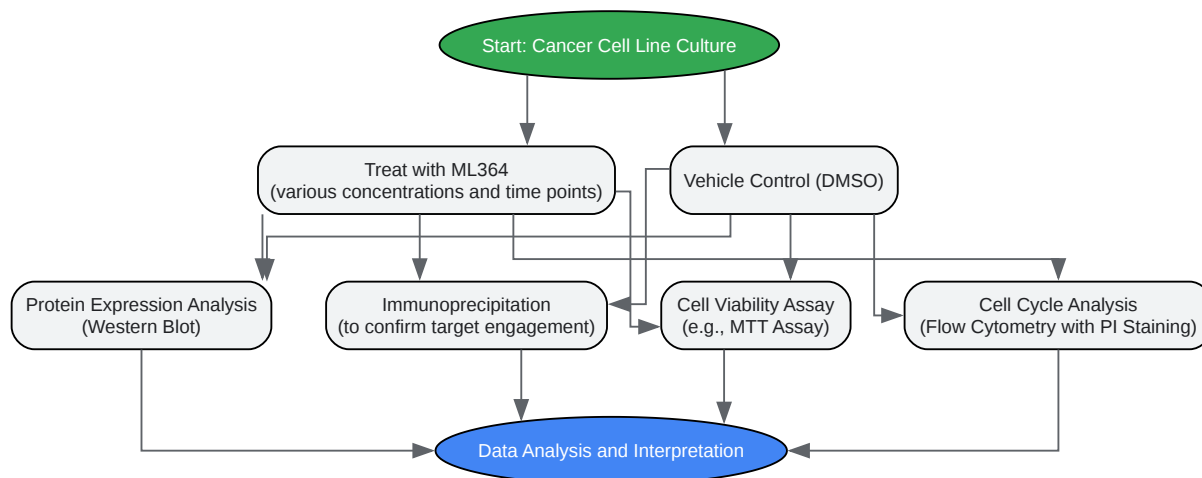 Start: Cancer Cell Line Culture
Treat with ML364
(various concentrations and time points)
Vehicle Control (DMSO)
Protein Expression Analysis
(Western Blot)
Immunoprecipitation
(to confirm target engagement)
Cell Viability Assay
(e.g., MTT Assay)
Cell Cycle Analysis
(Flow Cytometry with PI Staining)
Data Analysis and Interpretation